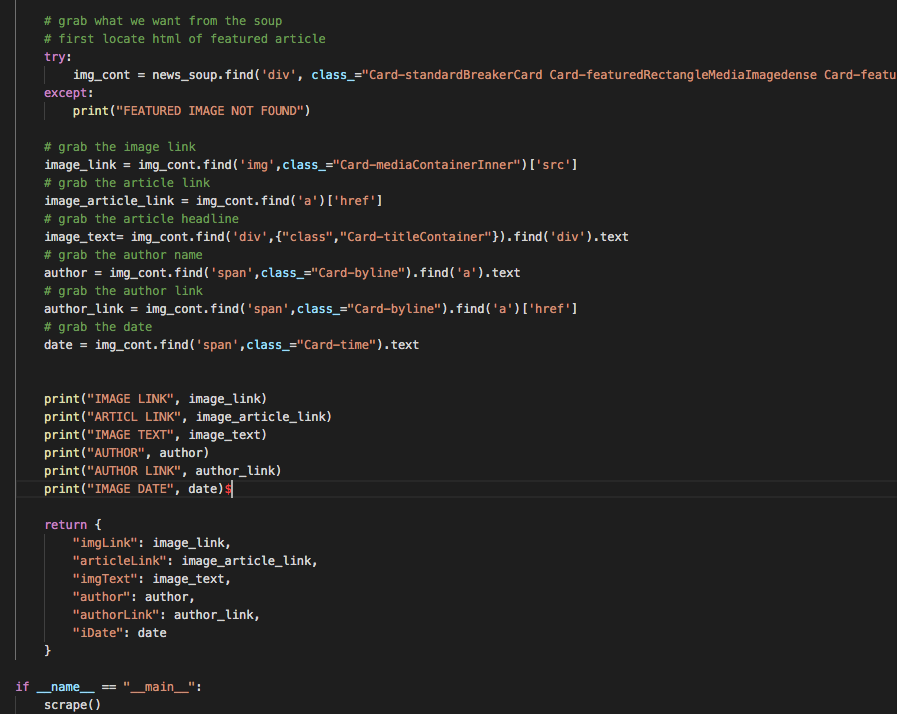 # grab what we want from the soup
# first locate html of featured article
try:
img_cont = news_soup.find('div', class_="Card-standardBreakerCard Card-featuredRectangleMediaImagedense Card-featu
except:
print("FEATURED IMAGE NOT FOUND")
# grab the image link
image_link = img_cont.find('img',class_="Card-mediaContainerInner")['src']
# grab the article link
image_article_link = img_cont.find('a')['href']
# grab the article headline
image_text= img_cont.find('div',{"class","Card-titleContainer"}).find('div').text
# grab the author name
author = img_cont.find('span',class_="Card-byline").find('a').text
# grab the author link
author_link = img_cont.find('span',class_="Card-byline").find('a')['href']
# grab the date
date = img_cont.find('span',class_="Card-time").text
print("IMAGE LINK", image_link)
print("ARTICL LINK", image_article_link)
print("IMAGE TEXT", image_text)
print("AUTHOR", author)
print("AUTHOR LINK", author_link)
print("IMAGE DATE", date)$
return {
"imgLink": image_link,
"articleLink": image_article_link,
"imgText": image_text,
"author": author,
"authorLink": author_link,
"iDate": date
}
if __name__ == "__main__":
scrape()